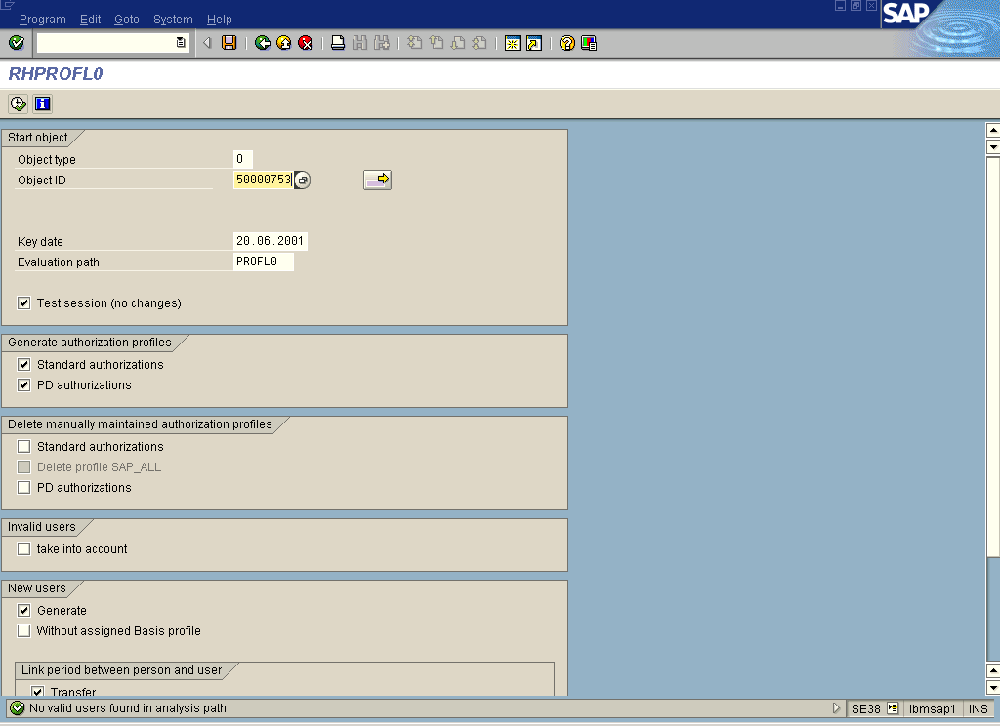 Program Edit Goto System Help
SAP
RHPROFL0
Start object
Object type 0
Object ID 50000753
Key date 20.06.2001
Evaluation path PROFL0
Test session (no changes)
Generate authorization profiles
Standard authorizations
PD authorizations
Delete manually maintained authorization profiles
Standard authorizations
Delete profile SAP_ALL
PD authorizations
Invalid users
take into account
New users
Generate
Without assigned Basis profile
Link period between person and user
Transfer
No valid users found in analysis path SE38 ibmsap1 INS